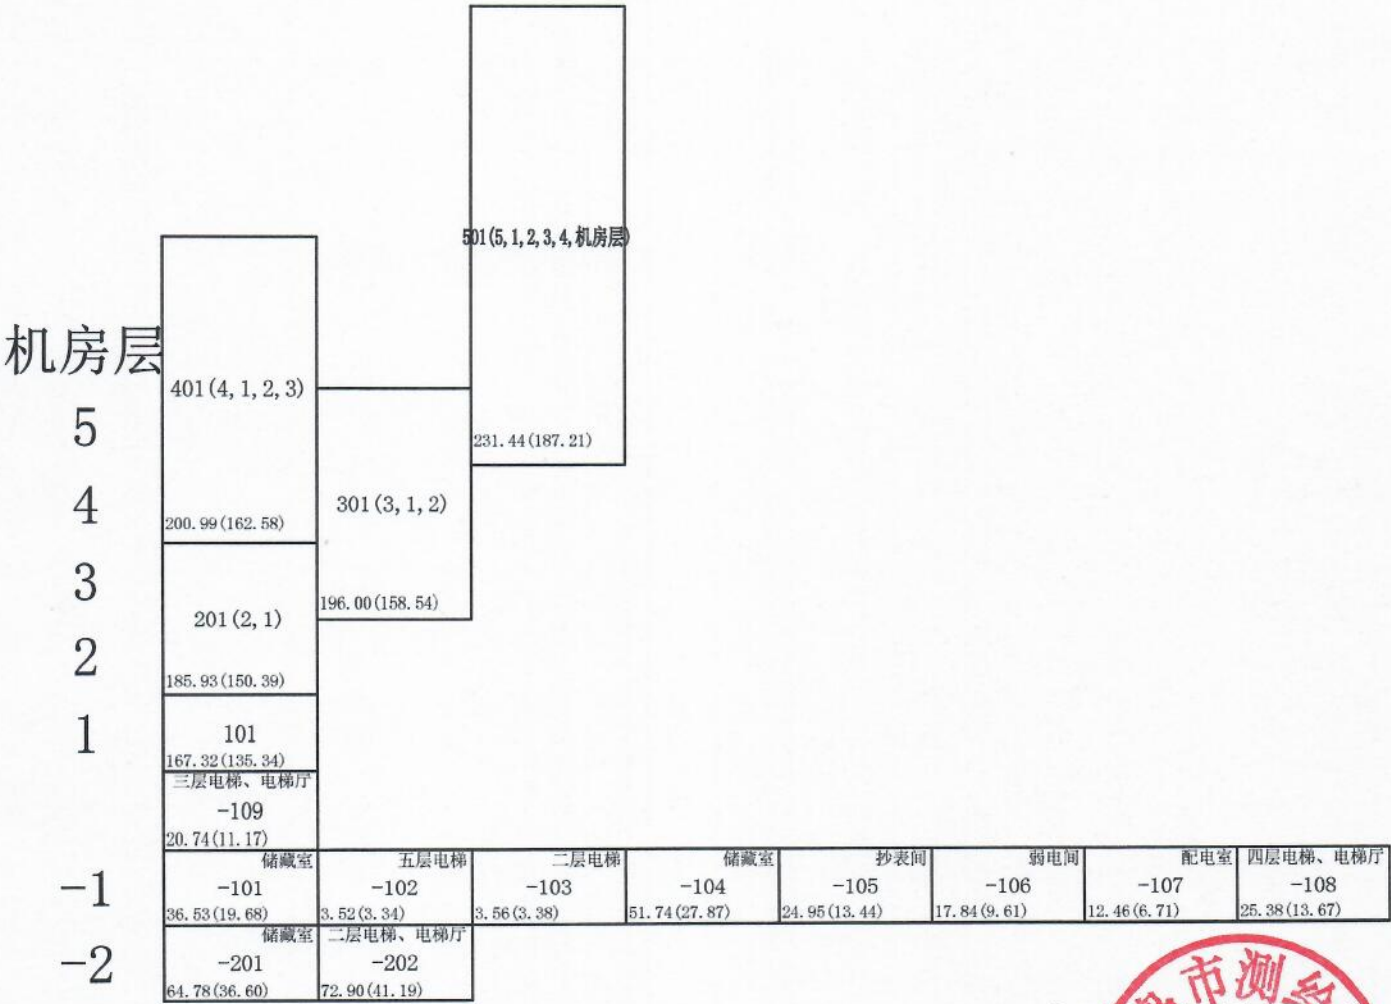 501(5,1,2,3,4,机房层)
231.44(187.21)
机房层
401(4,1,2,3)
200.99(162.58)
5
4
301(3,1,2)
196.00(158.54)
3
201(2,1)
185.93(150.39)
2
1
101
167.32(135.34)
三层电梯、电梯厅
-109
20.74(11.17)
-1
储藏室
-101
36.53(19.68)
五层电梯
-102
3.52(3.34)
二层电梯
-103
3.56(3.38)
储藏室
-104
51.74(27.87)
抄表间
-105
24.95(13.44)
弱电间
-106
17.84(9.61)
配电室
-107
12.46(6.71)
四层电梯、电梯厅
-108
25.38(13.67)
-2
储藏室
-201
64.78(36.60)
二层电梯、电梯厅
-202
72.90(41.19)
市测